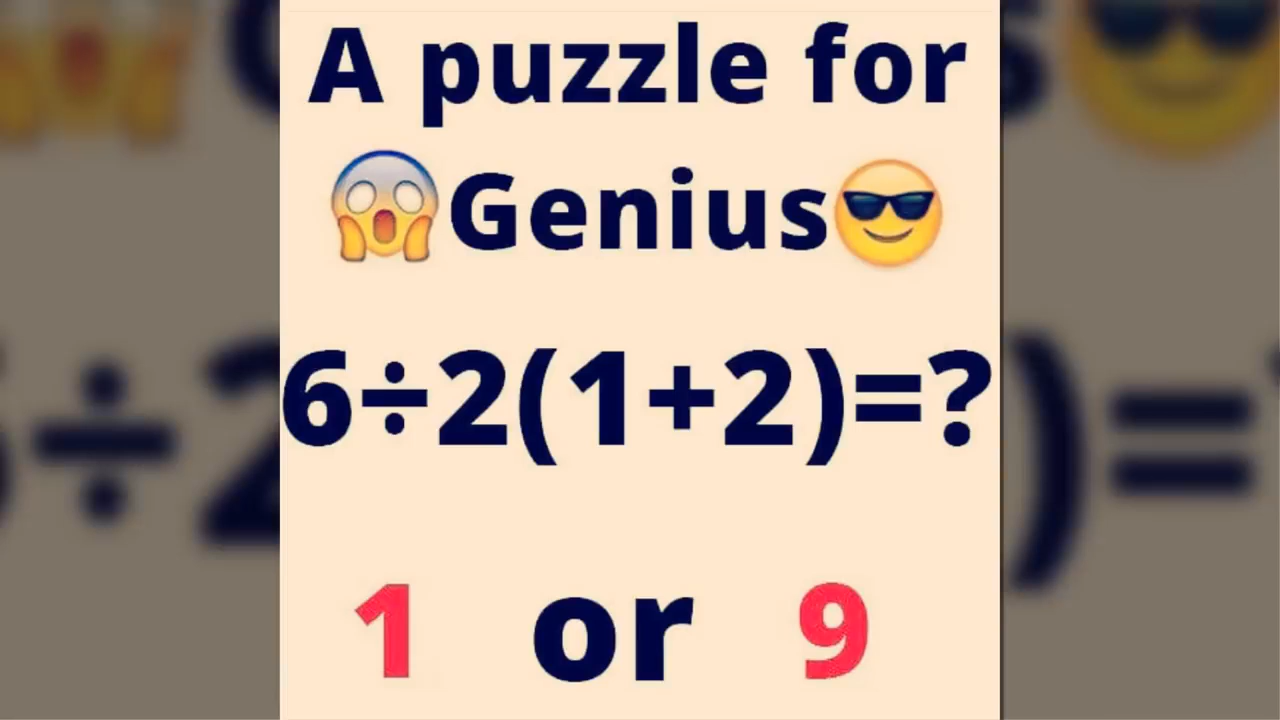 A puzzle for
😱Genius😎
6÷2(1+2)=?
1 or 9